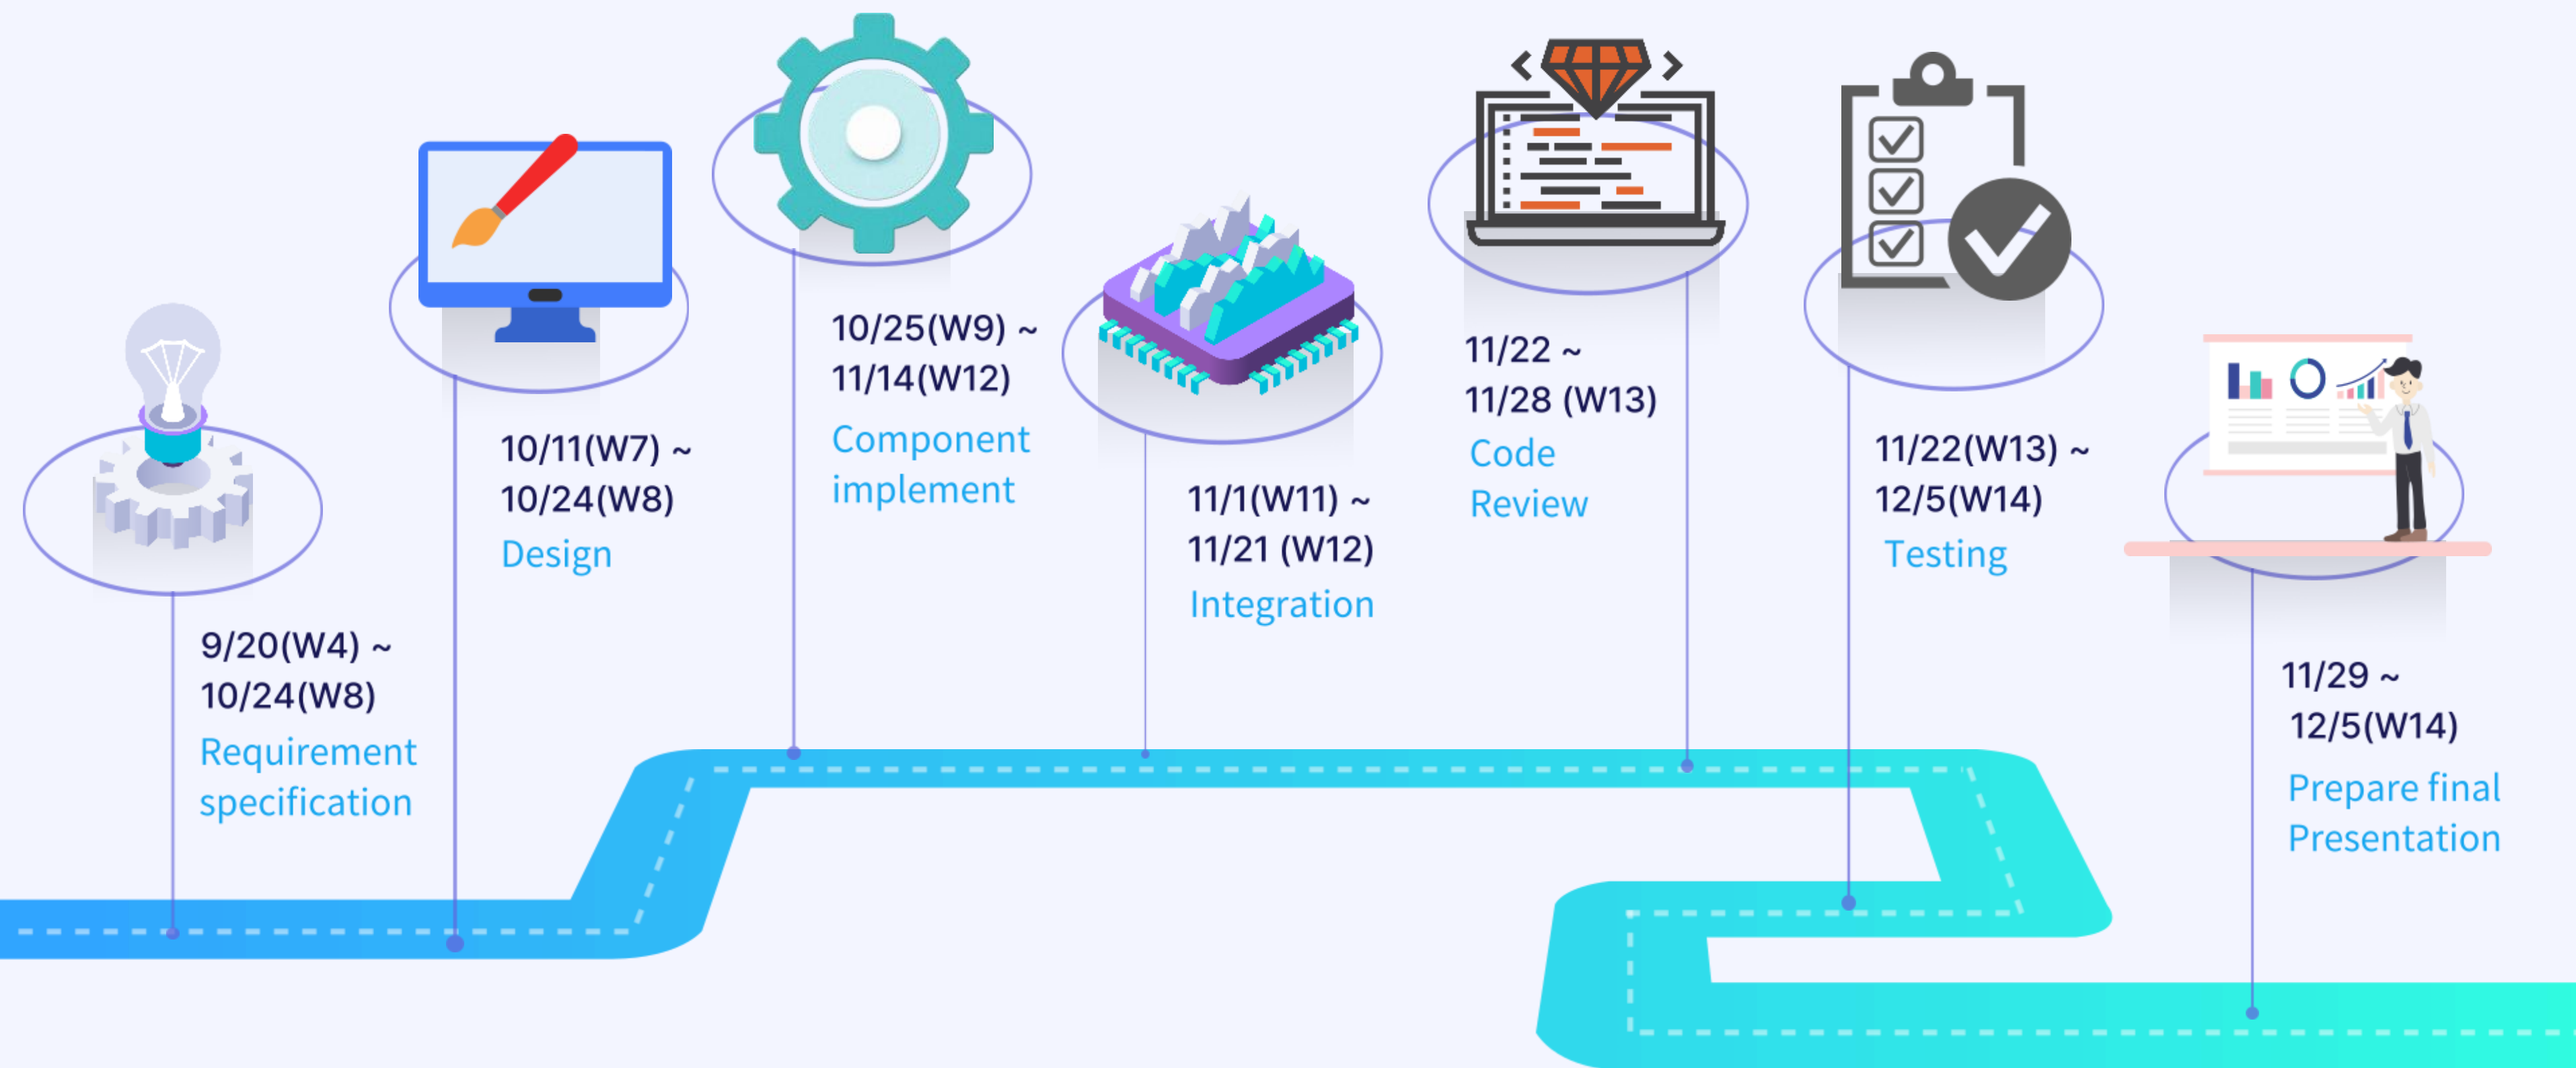 9/20(W4) ~
10/24(W8)
Requirement
specification
10/11(W7) ~
10/24(W8)
Design
10/25(W9) ~
11/14(W12)
Component
implement
11/1(W11) ~
11/21 (W12)
Integration
11/22 ~
11/28 (W13)
Code
Review
11/22(W13) ~
12/5(W14)
Testing
11/29 ~
12/5(W14)
Prepare final
Presentation